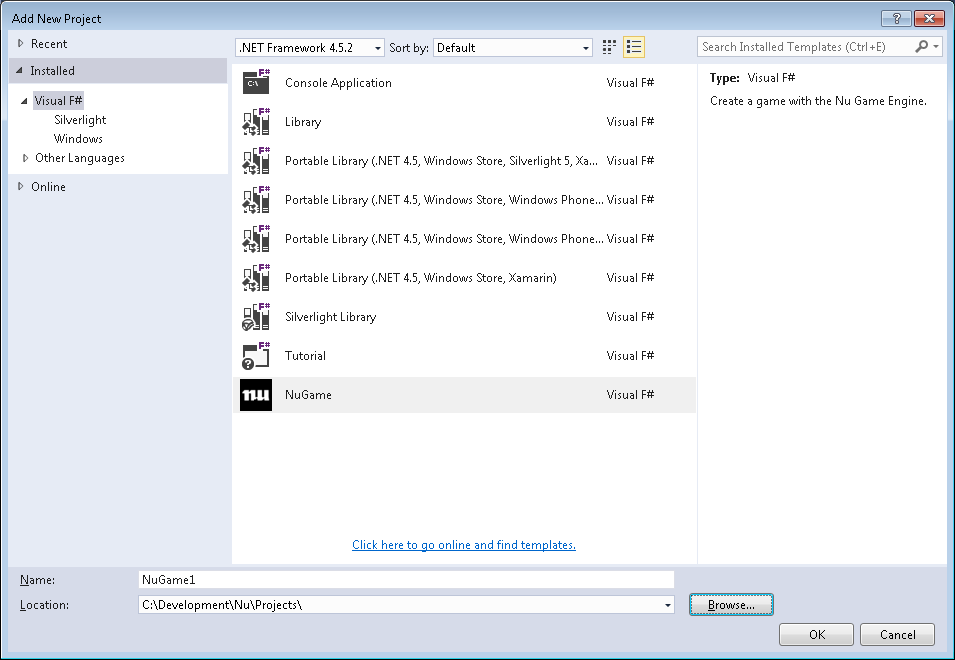 Add New Project
?
Recent
Installed
Visual F#
Silverlight
Windows
Other Languages
Online
.NET Framework 4.5.2
Sort by:
Default
Search Installed Templates (Ctrl+E)
F#
C:\
Console Application
Visual F#
F#
Library
Visual F#
F#
Portable Library (.NET 4.5, Windows Store, Silverlight 5, Xa...
Visual F#
F#
Portable Library (.NET 4.5, Windows Store, Windows Phone...
Visual F#
F#
Portable Library (.NET 4.5, Windows Store, Windows Phone...
Visual F#
F#
Portable Library (.NET 4.5, Windows Store, Xamarin)
Visual F#
F#
Silverlight Library
Visual F#
F#
?
Tutorial
Visual F#
nu
NuGame
Visual F#
Type: Visual F#
Create a game with the Nu Game Engine.
Click here to go online and find templates.
Name:
NuGame1
Location:
C:\Development\Nu\Projects\
Browse...
OK
Cancel